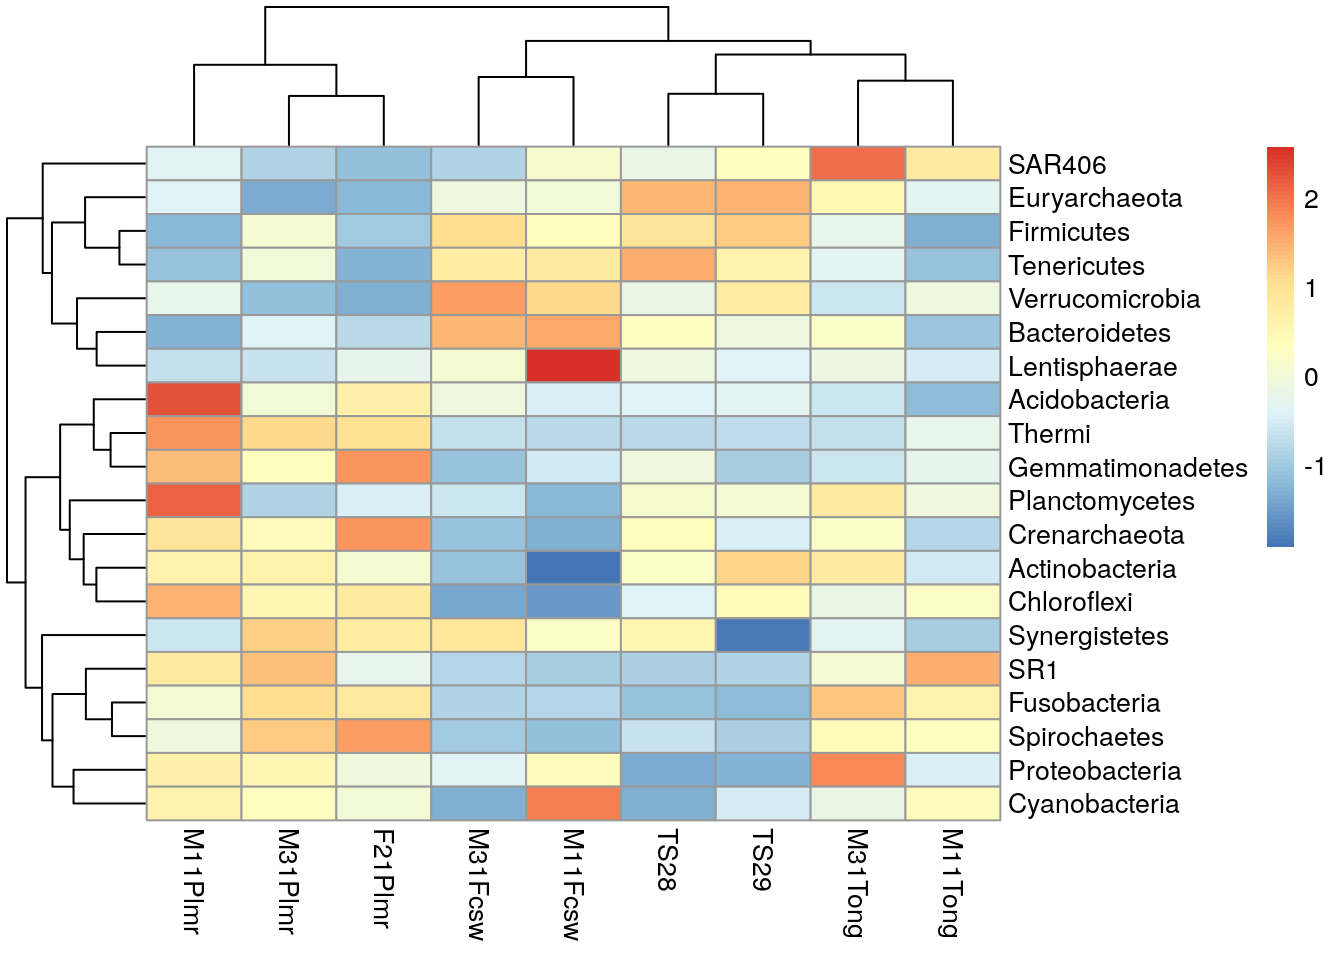 SAR406
Euryarchaeota
Firmicutes
Tenericutes
Verrucomicrobia
Bacteroidetes
Lentisphaerae
Acidobacteria
Thermi
Gemmatimonadetes
Planctomycetes
Crenarchaeota
Actinobacteria
Chloroflexi
Synergistetes
SR1
Fusobacteria
Spirochaetes
Proteobacteria
Cyanobacteria
2
1
0
-1
M11Plmr
M31Plmr
F21Plmr
M31Fcsw
M11Fcsw
TS28
TS29
M31Tong
M11Tong